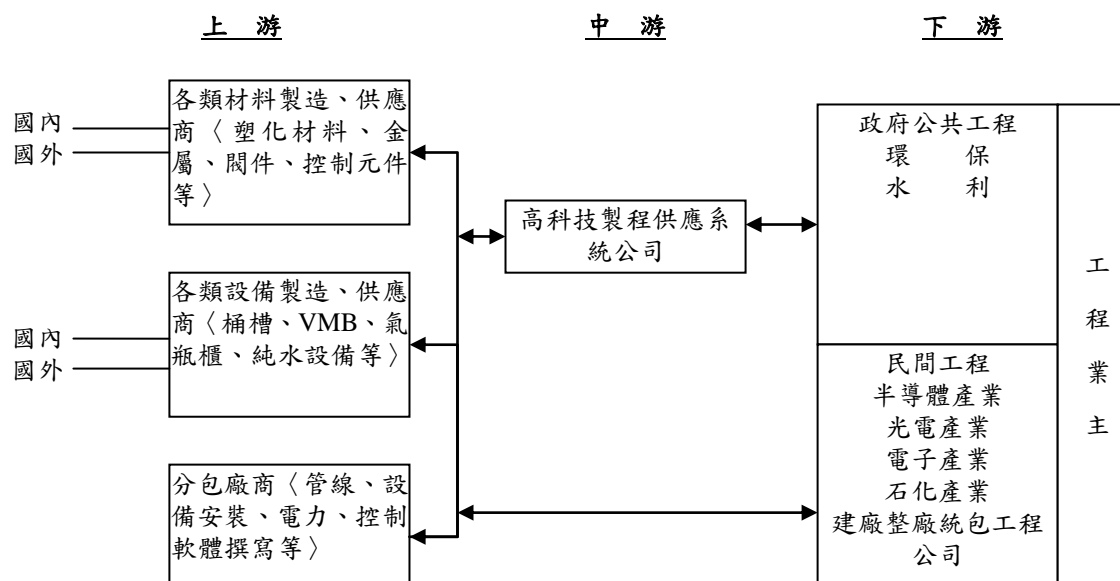 上 游
中 游
下 游
國內
國外
各類材料製造、供應
商〈塑化材料、金
屬、閥件、控制元件
等〉
國內
國外
各類設備製造、供應
商〈桶槽、VMB、氣
瓶櫃、純水設備等〉
分包廠商〈管線、設
備安裝、電力、控制
軟體撰寫等〉
高科技製程供應系
統公司
政府公共工程
環 保
水 利
民間工程
半導體產業
光電產業
電子產業
石化產業
建廠整廠統包工程
公司
工
程
業
主